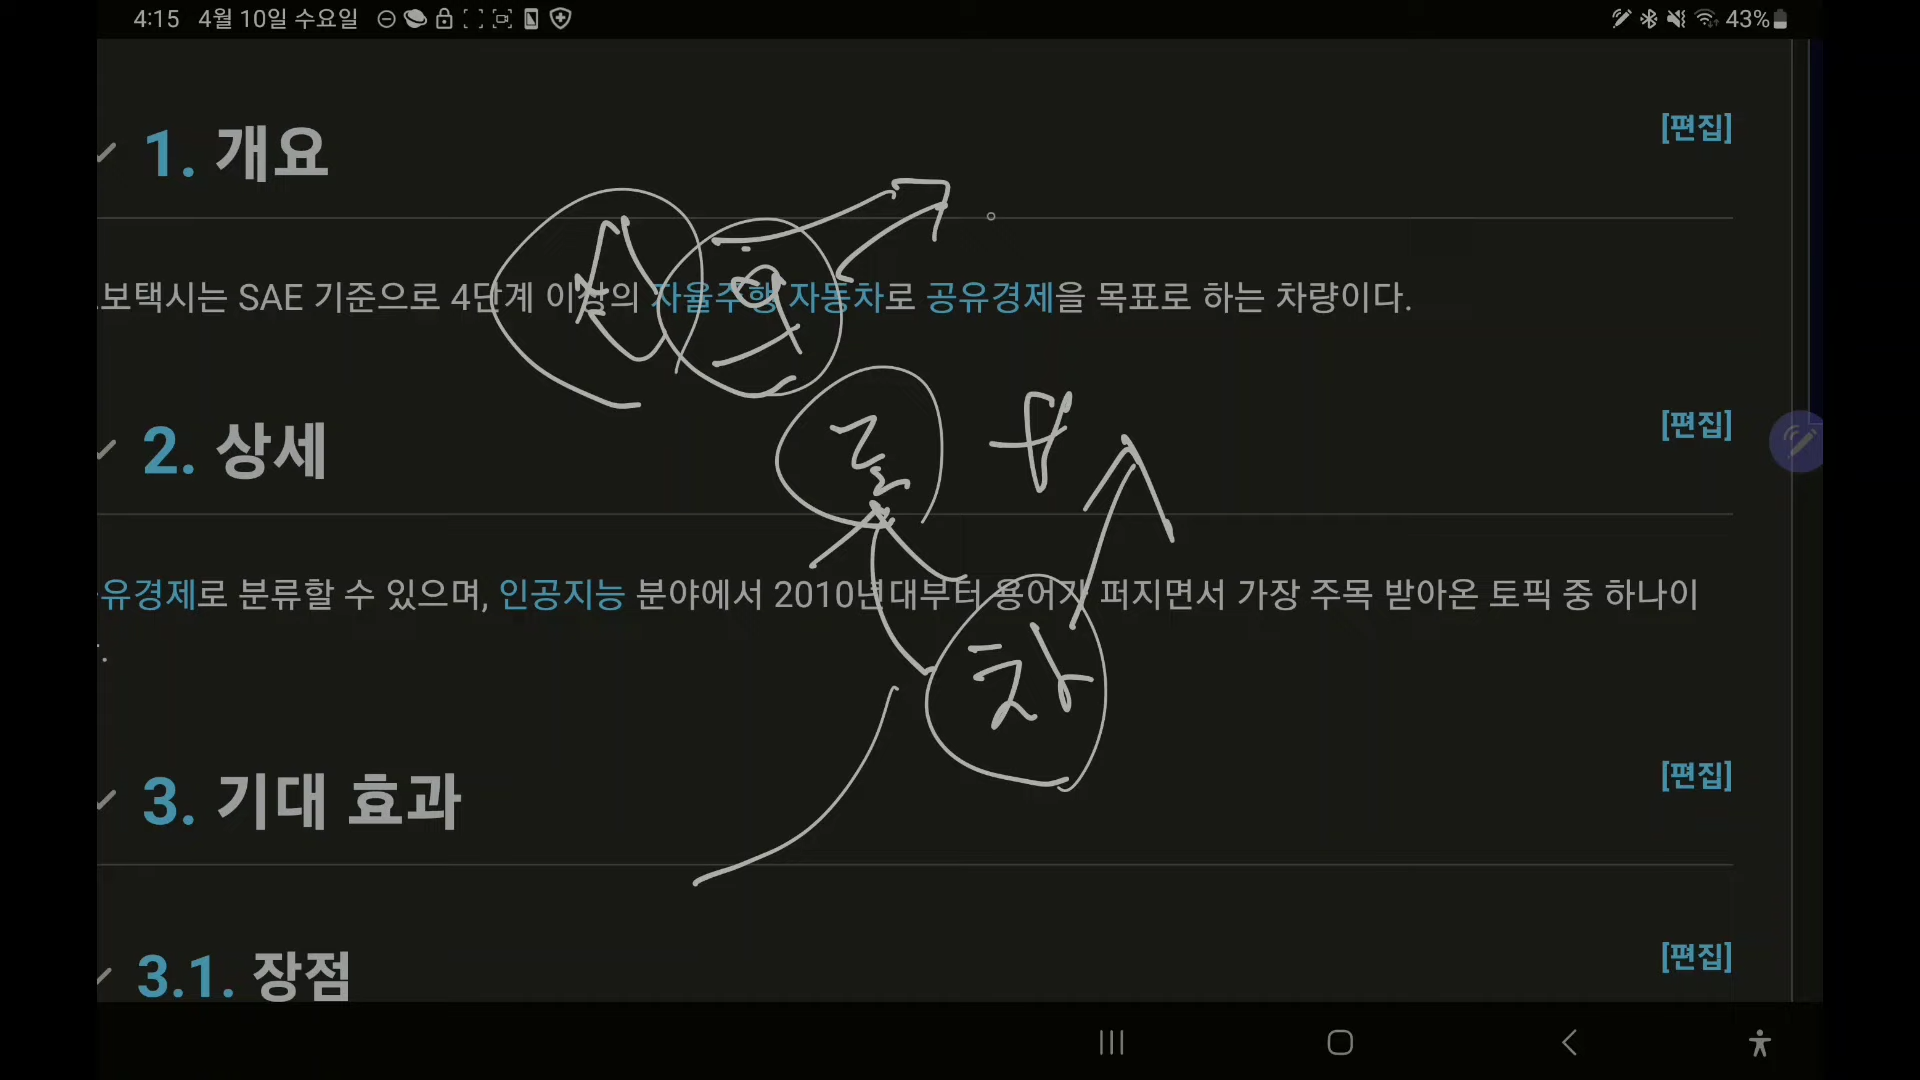 4:15 4월 10일 수요일 43%
1. 개요 [편집]
보택시는 SAE 기준으로 4단계 이상의 자율주행 자동차로 공유경제를 목표로 하는 차량이다.
2. 상세 [편집]
유경제로 분류할 수 있으며, 인공지능 분야에서 2010년대부터 용어가 퍼지면서 가장 주목 받아온 토픽 중 하나이
.
3. 기대 효과 [편집]
3.1. 장점 [편집]